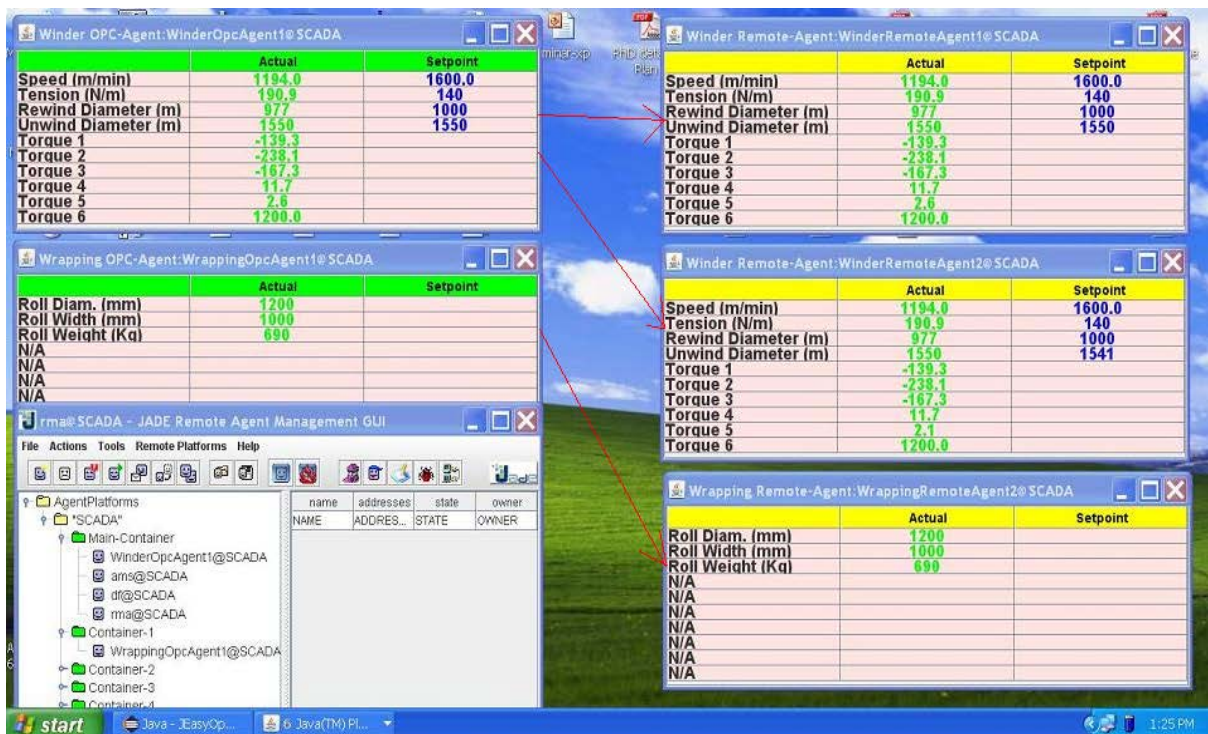 Winder OPC-Agent:WinderOpcAgent1@SCADA
Actual Setpoint
Speed (m/min) 1194.0 1600.0
Tension (N/m) 190.9 140
Rewind Diameter (m) 977 1000
Unwind Diameter (m) 1550 1550
Torque 1 -139.3
Torque 2 -238.1
Torque 3 -167.3
Torque 4 11.7
Torque 5 2.6
Torque 6 1200.0
Wrapping OPC-Agent:WrappingOpcAgent1@SCADA
Actual Setpoint
Roll Diam. (mm) 1200
Roll Width (mm) 1000
Roll Weight (Kg) 690
N/A
N/A
N/A
N/A
rma@SCADA - JADE Remote Agent Management GUI
File Actions Tools Remote Platforms Help
AgentPlatforms
"SCADA"
Main-Container
WinderOpcAgent1@SCADA
ams@SCADA
df@SCADA
rma@SCADA
Container-1
WrappingOpcAgent1@SCADA
Container-2
Container-3
Container-4
name addresses state owner
NAME ADDRES... STATE OWNER
Winder Remote-Agent:WinderRemoteAgent1@SCADA
Actual Setpoint
Speed (m/min) 1194.0 1600.0
Tension (N/m) 190.9 140
Rewind Diameter (m) 977 1000
Unwind Diameter (m) 1550 1550
Torque 1 -139.3
Torque 2 -238.1
Torque 3 -167.3
Torque 4 11.7
Torque 5 2.6
Torque 6 1200.0
Winder Remote-Agent:WinderRemoteAgent2@SCADA
Actual Setpoint
Speed (m/min) 1194.0 1600.0
Tension (N/m) 190.9 140
Rewind Diameter (m) 977 1000
Unwind Diameter (m) 1550 1541
Torque 1 -139.3
Torque 2 -238.1
Torque 3 -167.3
Torque 4 11.7
Torque 5 2.1
Torque 6 1200.0
Wrapping Remote-Agent:WrappingRemoteAgent2@SCADA
Actual Setpoint
Roll Diam. (mm) 1200
Roll Width (mm) 1000
Roll Weight (Kg) 690
N/A
N/A
N/A
N/A
N/A
N/A
N/A
start Java - JEasyOp... 6 Java(TM) Pl... 1:25 PM